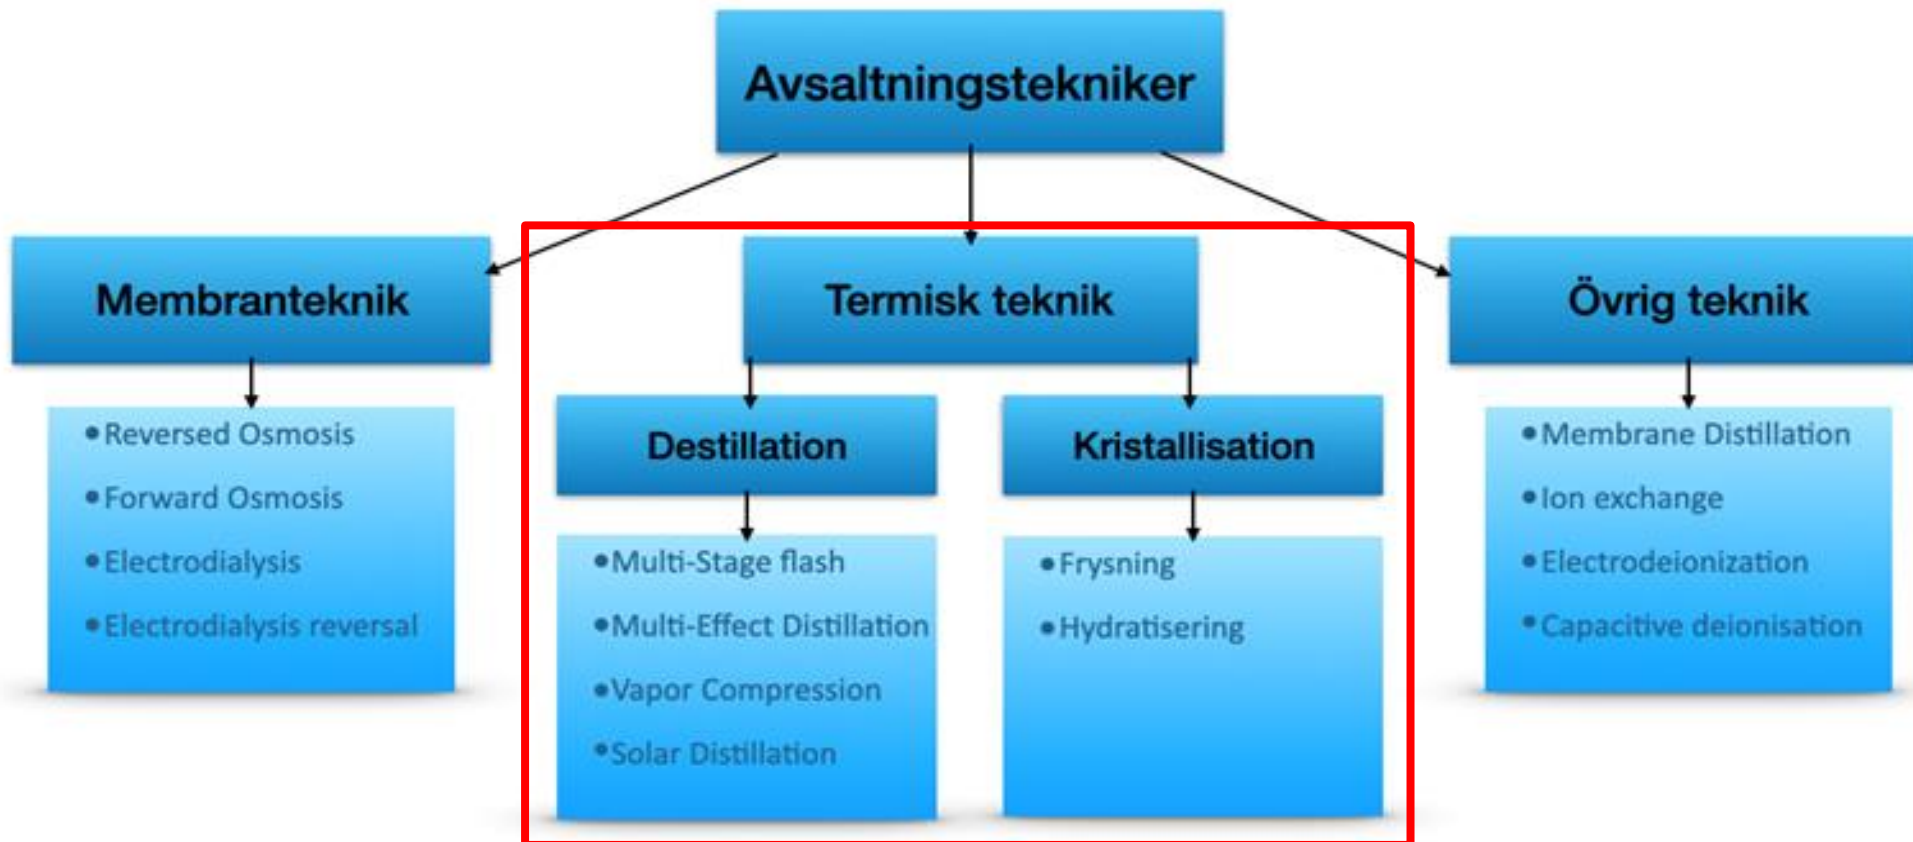 Avsaltningstekniker
Membranteknik
• Reversed Osmosis
• Forward Osmosis
• Electrodialysis
• Electrodialysis reversal
Termisk teknik
Destillation
• Multi-Stage flash
• Multi-Effect Distillation
• Vapor Compression
• Solar Distillation
Kristallisation
• Frysning
• Hydratisering
Övrig teknik
• Membrane Distillation
• Ion exchange
• Electrodeionization
• Capacitive deionisation